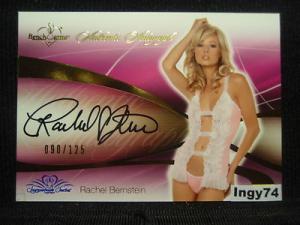 BenchWarmer
Authentic Autograph
Rachel Bernstein
090/125
Rachel Bernstein
Ingy74